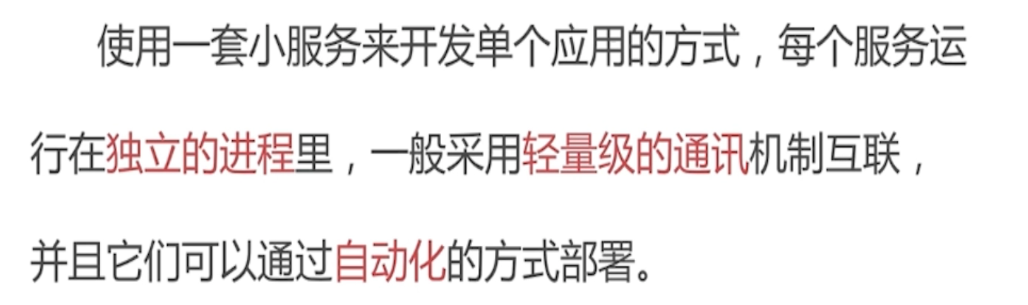 使用一套小服务来开发单个应用的方式，每个服务运
行在独立的进程里，一般采用轻量级的通讯机制互联，
并且它们可以通过自动化的方式部署。